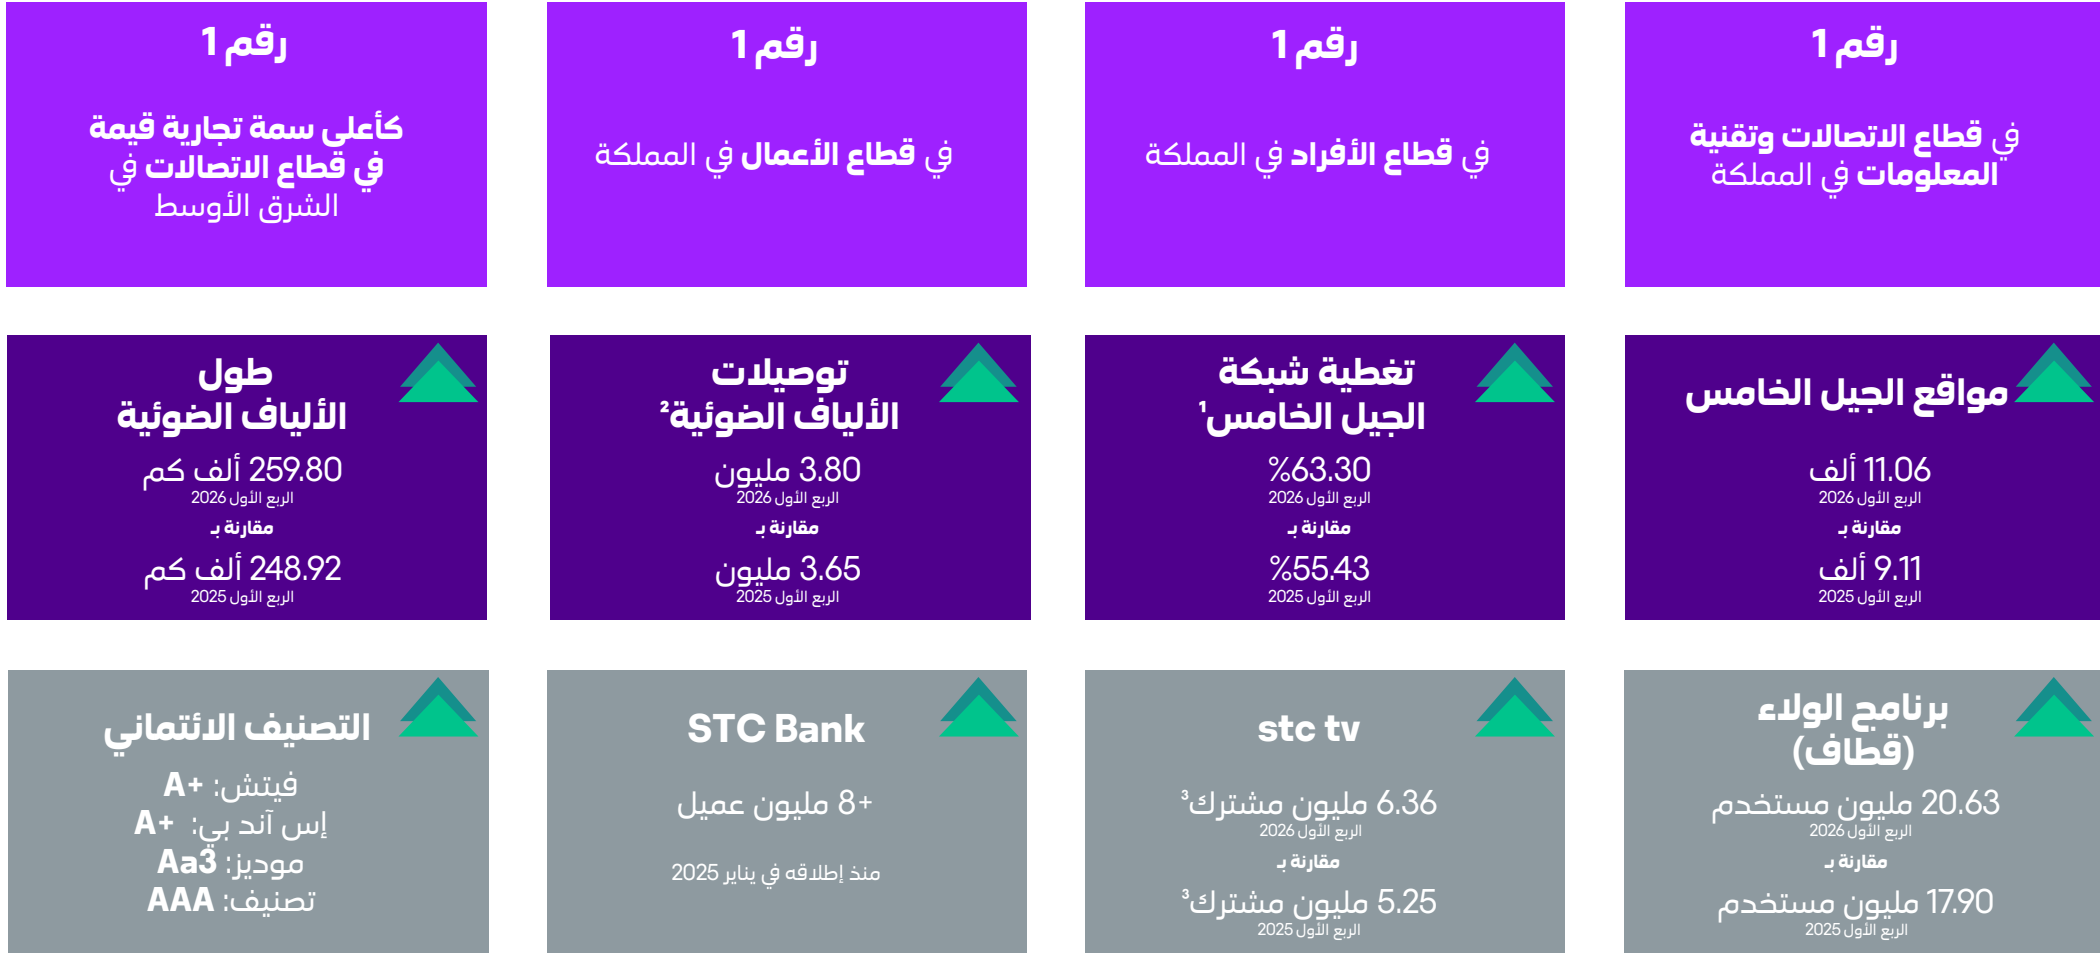 رقم 1
في قطاع الاتصالات وتقنية
المعلومات في المملكة
رقم 1
في قطاع الأفراد في المملكة
رقم 1
في قطاع الأعمال في المملكة
رقم 1
كأعلى سمة تجارية قيمة
في قطاع الاتصالات في
الشرق الأوسط
مواقع الجيل الخامس
11.06 ألف
الربع الأول 2026
مقارنة بـ
9.11 ألف
الربع الأول 2025
تغطية شبكة
الجيل الخامس¹
%63.30
الربع الأول 2026
مقارنة بـ
%55.43
الربع الأول 2025
توصيلات
الألياف الضوئية²
3.80 مليون
الربع الأول 2026
مقارنة بـ
3.65 مليون
الربع الأول 2025
طول
الألياف الضوئية
259.80 ألف كم
الربع الأول 2026
مقارنة بـ
248.92 ألف كم
الربع الأول 2025
برنامج الولاء
(قطاف)
20.63 مليون مستخدم
الربع الأول 2026
مقارنة بـ
17.90 مليون مستخدم
الربع الأول 2025
stc tv
6.36 مليون مشترك³
الربع الأول 2026
مقارنة بـ
5.25 مليون مشترك³
الربع الأول 2025
STC Bank
+8 مليون عميل
منذ إطلاقه في يناير 2025
التصنيف الائتماني
فيتش: A+
إس آند بي: A+
موديز: Aa3
تصنيف: AAA